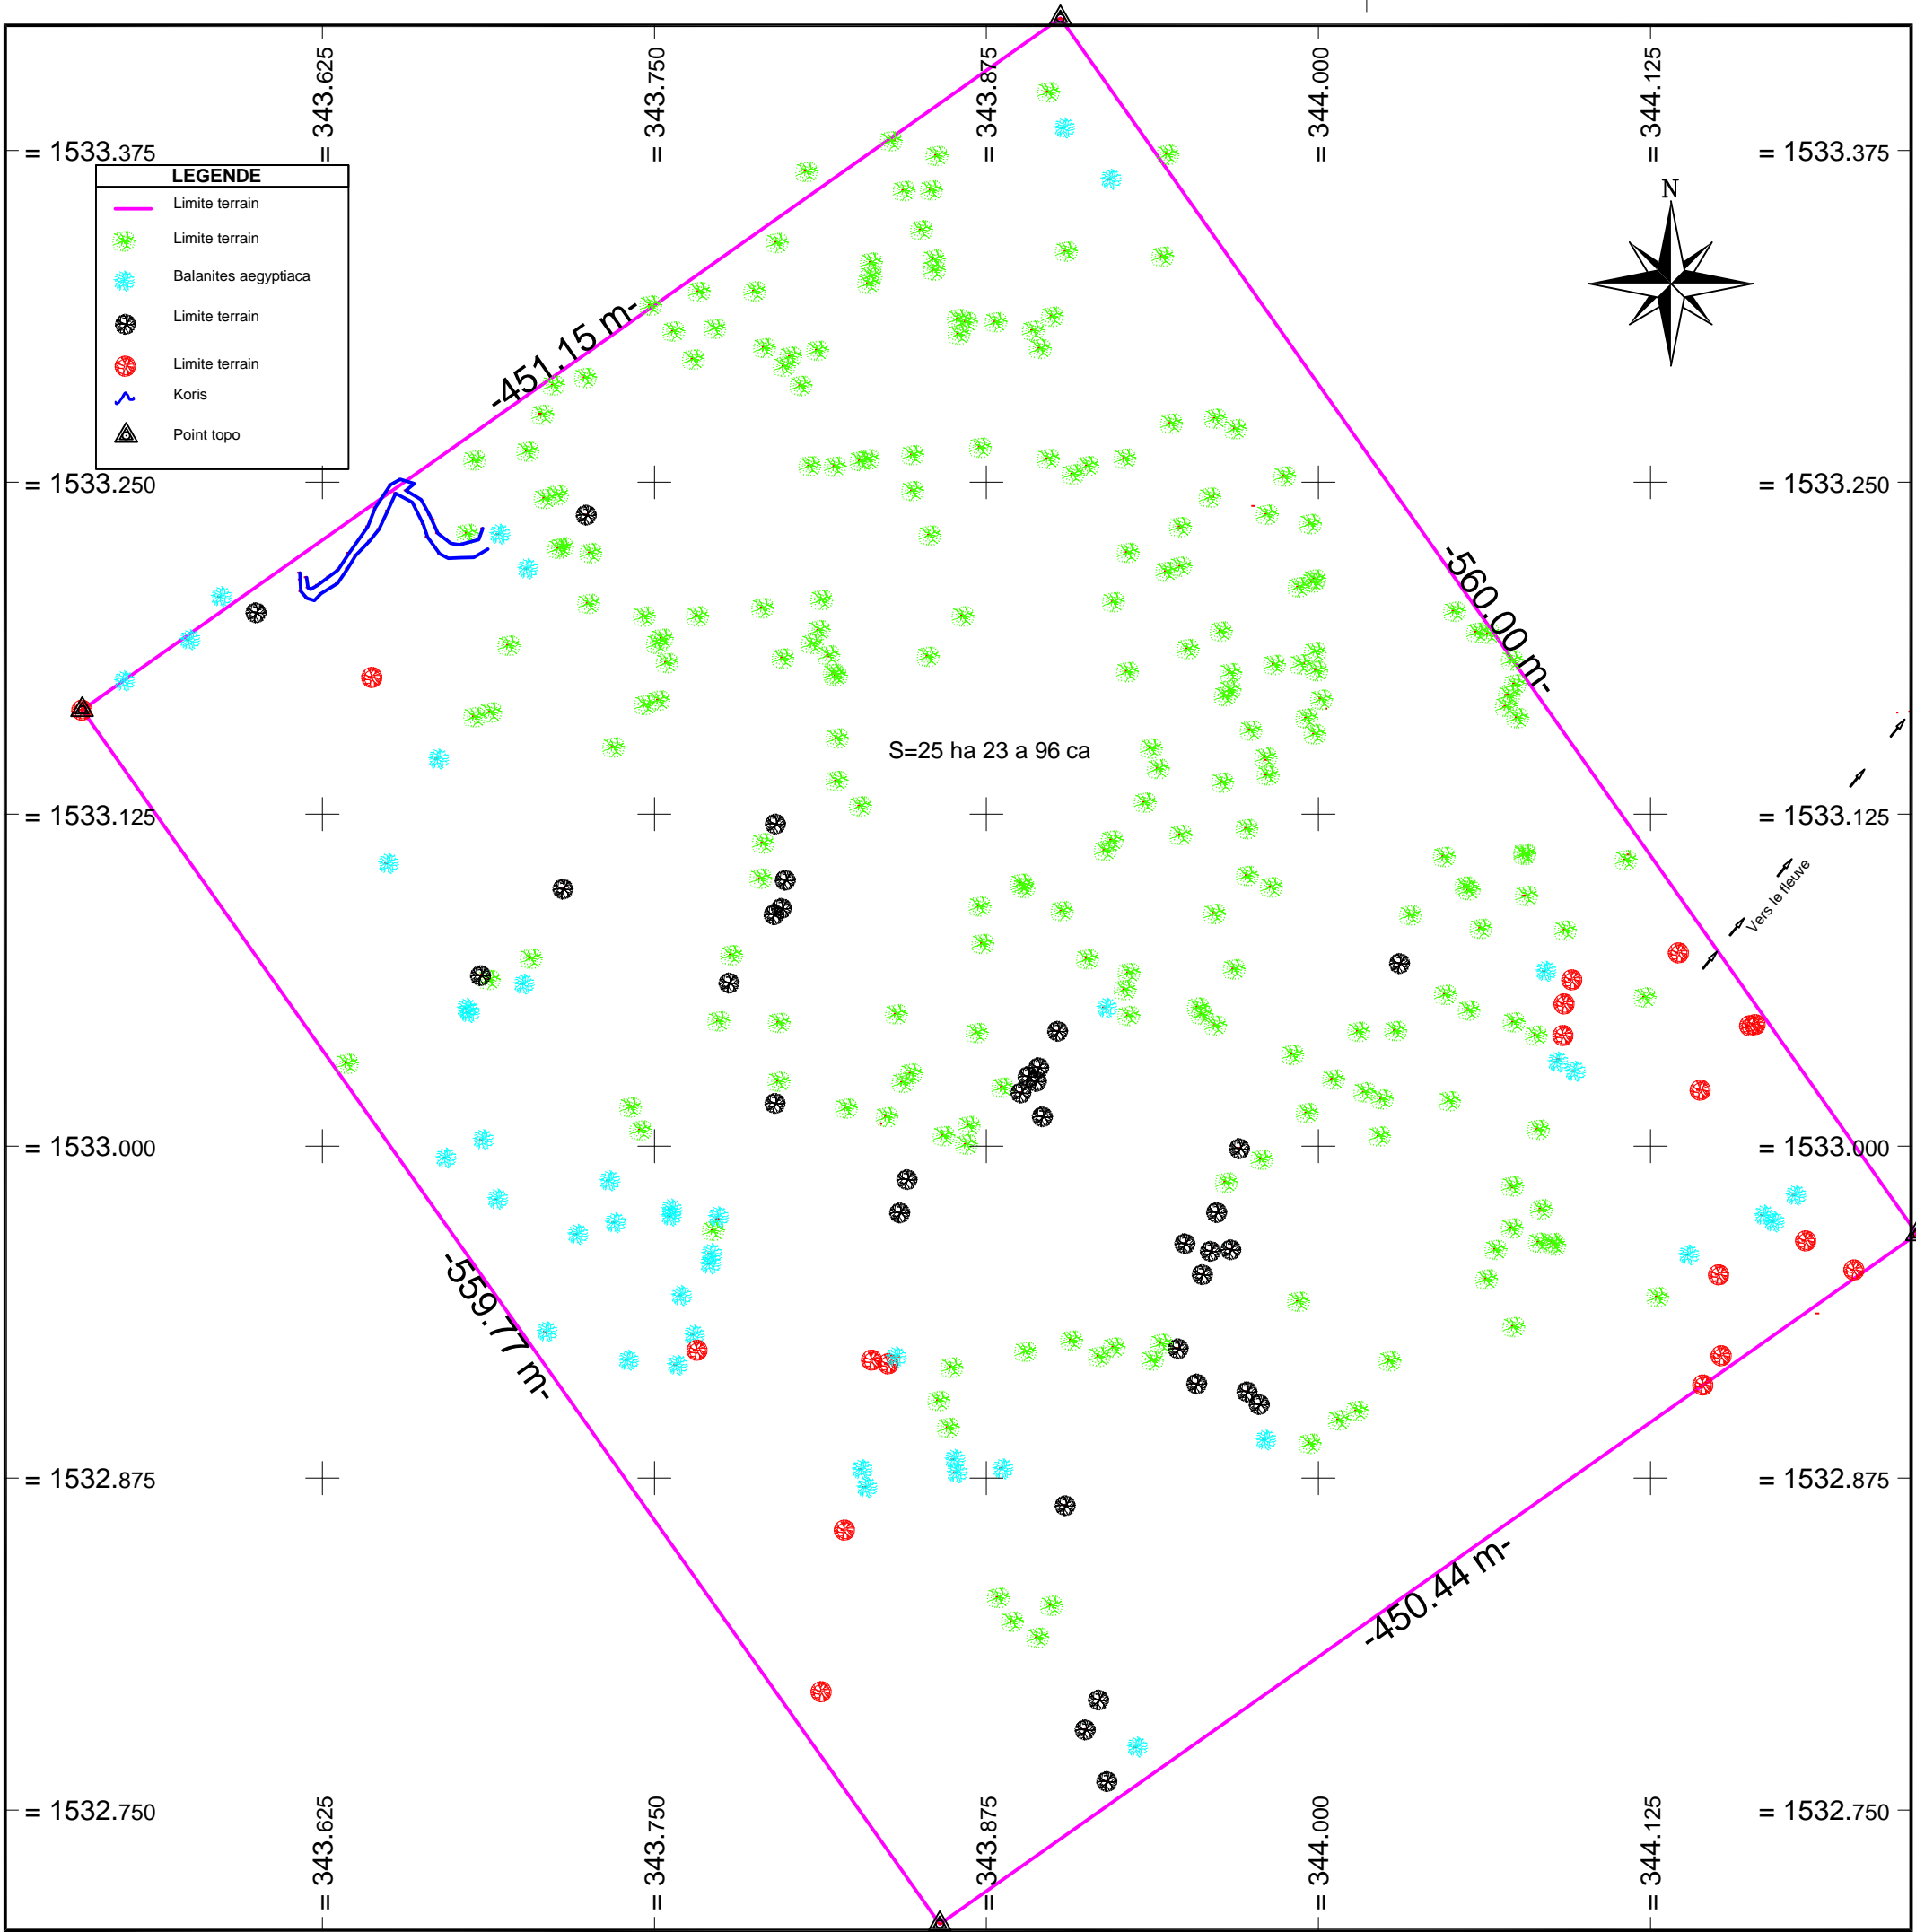 = 343.625
= 343.750
= 343.875
= 344.000
= 344.125
= 1533.375
= 1533.375
LEGENDE
Limite terrain
Limite terrain
Balanites aegyptiaca
Limite terrain
Limite terrain
Koris
Point topo
N
-451.15 m-
= 1533.250
= 1533.250
-560.00 m-
S=25 ha 23 a 96 ca
= 1533.125
= 1533.125
Vers le fleuve
= 1533.000
= 1533.000
-559.77 m-
= 1532.875
= 1532.875
-450.44 m-
= 1532.750
= 1532.750
= 343.625
= 343.750
= 343.875
= 344.000
= 344.125